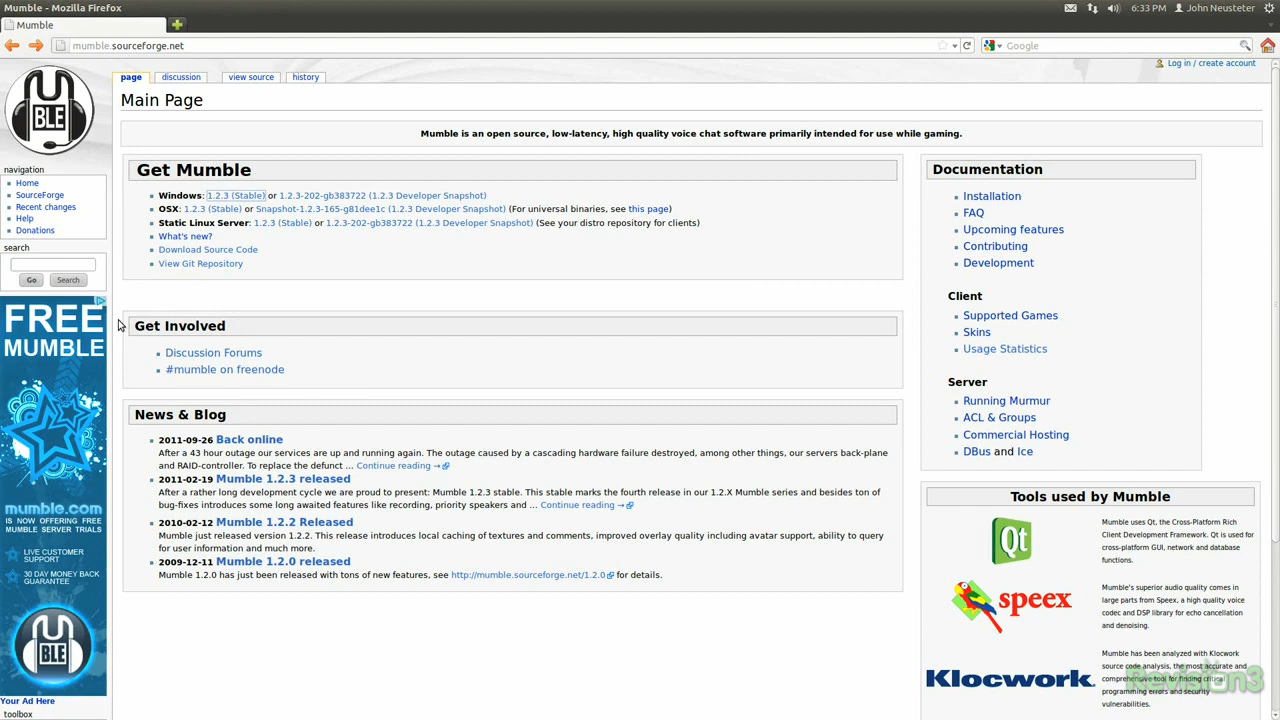 Mumble - Mozilla Firefox
6:33 PM
John Neusteter
Mumble
mumble.sourceforge.net
Google
Log in / create account
page
discussion
view source
history
Main Page
Mumble is an open source, low-latency, high quality voice chat software primarily intended for use while gaming.
UM
BLE
navigation
Home
SourceForge
Recent changes
Help
Donations
search
Go
Search
FREE
MUMBLE
mumble.com
IS NOW OFFERING FREE
MUMBLE SERVER TRIALS
LIVE CUSTOMER
SUPPORT
30 DAY MONEY BACK
GUARANTEE
UM
BLE
Your Ad Here
toolbox
Get Mumble
Windows: 1.2.3 (Stable) or 1.2.3-202-gb383722 (1.2.3 Developer Snapshot)
OSX: 1.2.3 (Stable) or Snapshot-1.2.3-165-g81dee1c (1.2.3 Developer Snapshot) (For universal binaries, see this page)
Static Linux Server: 1.2.3 (Stable) or 1.2.3-202-gb383722 (1.2.3 Developer Snapshot) (See your distro repository for clients)
What's new?
Download Source Code
View Git Repository
Get Involved
Discussion Forums
#mumble on freenode
News & Blog
2011-09-26 Back online
After a 43 hour outage our services are up and running again. The outage caused by a cascading hardware failure destroyed, among other things, our servers back-plane
and RAID-controller. To replace the defunct ... Continue reading →
2011-02-19 Mumble 1.2.3 released
After a rather long development cycle we are proud to present: Mumble 1.2.3 stable. This stable marks the fourth release in our 1.2.X Mumble series and besides ton of
bug-fixes introduces some long awaited features like recording, priority speakers and ... Continue reading →
2010-02-12 Mumble 1.2.2 Released
Mumble just released version 1.2.2. This release introduces local caching of textures and comments, improved overlay quality including avatar support, ability to query
for user information and much more.
2009-12-11 Mumble 1.2.0 released
Mumble 1.2.0 has just been released with tons of new features, see http://mumble.sourceforge.net/1.2.0 for details.
Documentation
Installation
FAQ
Upcoming features
Contributing
Development
Client
Supported Games
Skins
Usage Statistics
Server
Running Murmur
ACL & Groups
Commercial Hosting
DBus and Ice
Tools used by Mumble
Qt
Mumble uses Qt, the Cross-Platform Rich
Client Development Framework. Qt is used for
cross-platform GUI, network and database
functions.
speex
Mumble's superior audio quality comes in
large parts from Speex, a high quality voice
codec and DSP library for echo cancellation
and denoising.
Klocwork.
Mumble has been analyzed with Klocwork
source code analysis, the most accurate and
comprehensive tool for finding critical
programming errors and security
vulnerabilities.
Revision3